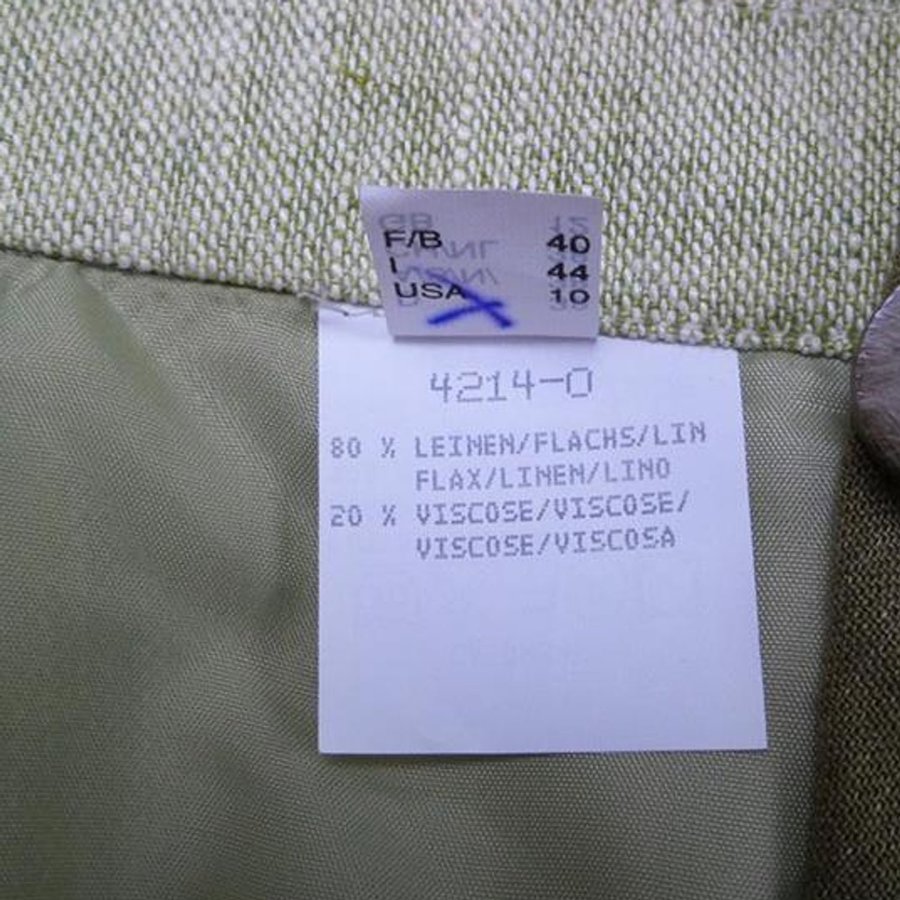 F/B 40
I 44
USA 10
4214-0
80 % LEINEN/FLACHS/LIN
FLAX/LINEN/LINO
20 % VISCOSE/VISCOSE/
VISCOSE/VISCOSA